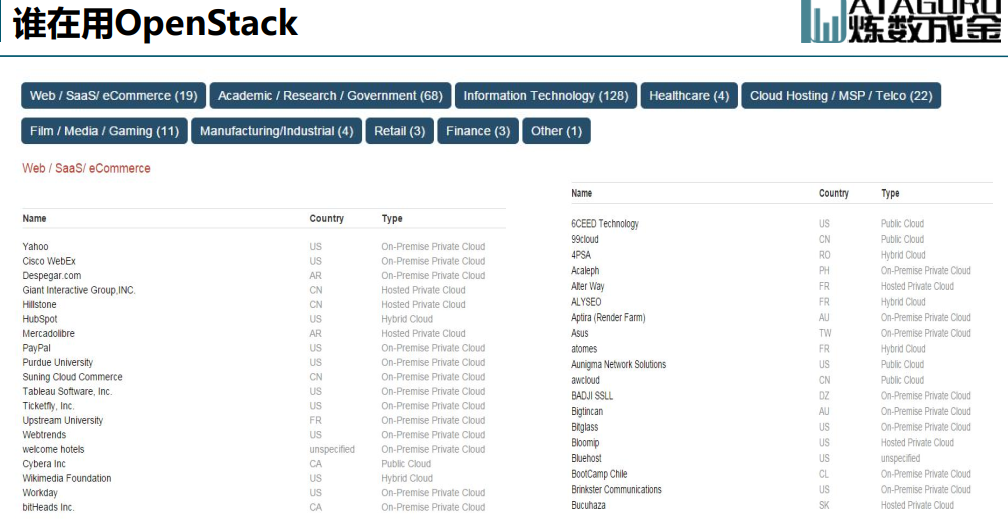 谁在用OpenStack
ATAGURU
炼数成金
Web / SaaS/ eCommerce (19) Academic / Research / Government (68) Information Technology (128) Healthcare (4) Cloud Hosting / MSP / Telco (22)
Film / Media / Gaming (11) Manufacturing/Industrial (4) Retail (3) Finance (3) Other (1)
Web / SaaS/ eCommerce
Name Country Type
Yahoo US On-Premise Private Cloud
Cisco WebEx US On-Premise Private Cloud
Despegar.com AR On-Premise Private Cloud
Giant Interactive Group,INC. CN Hosted Private Cloud
Hillstone CN Hosted Private Cloud
HubSpot US Hybrid Cloud
Mercadolibre AR Hosted Private Cloud
PayPal US On-Premise Private Cloud
Purdue University US On-Premise Private Cloud
Suning Cloud Commerce CN On-Premise Private Cloud
Tableau Software, Inc. US On-Premise Private Cloud
Ticketfly, Inc. US On-Premise Private Cloud
Upstream University FR On-Premise Private Cloud
Webtrends US On-Premise Private Cloud
welcome hotels unspecified On-Premise Private Cloud
Cybera Inc CA Public Cloud
Wikimedia Foundation US Hybrid Cloud
Workday US On-Premise Private Cloud
bitHeads Inc. CA On-Premise Private Cloud
Name Country Type
6CEED Technology US Public Cloud
99cloud CN Public Cloud
4PSA RO Hybrid Cloud
Acaleph PH On-Premise Private Cloud
Alter Way FR Hosted Private Cloud
ALYSEO FR Hybrid Cloud
Aptira (Render Farm) AU On-Premise Private Cloud
Asus TW On-Premise Private Cloud
atomes FR Hybrid Cloud
Aunigma Network Solutions US Public Cloud
awcloud CN Public Cloud
BADJI SSLL DZ On-Premise Private Cloud
Bigtincan AU On-Premise Private Cloud
Bitglass US On-Premise Private Cloud
Bloomip US Hosted Private Cloud
Bluehost US unspecified
BootCamp Chile CL On-Premise Private Cloud
Brinkster Communications US On-Premise Private Cloud
Bucuhaza SK Hosted Private Cloud